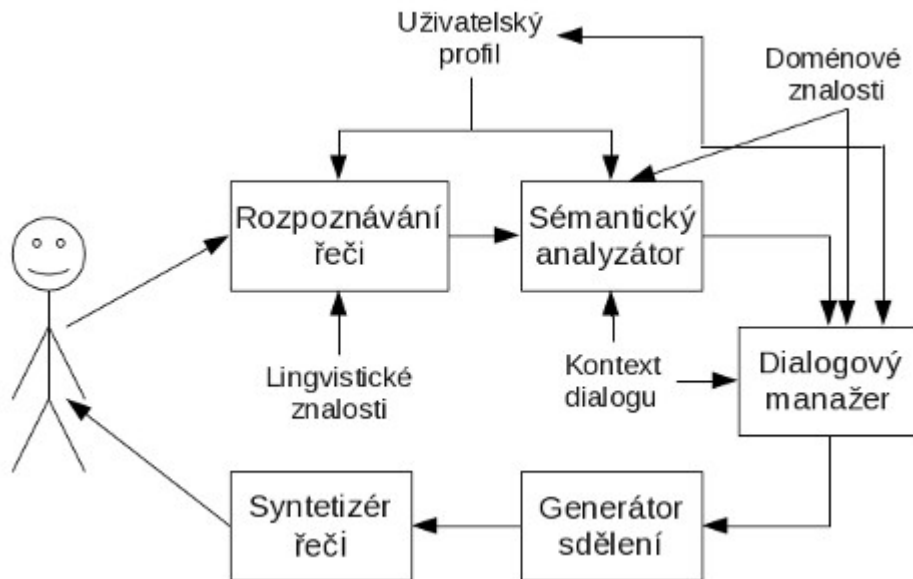 Uživatelský
profil
Doménové
znalosti
Rozpoznávání
řeči
Sémantický
analyzátor
Lingvistické
znalosti
Kontext
dialogu
Dialogový
manažer
Syntetizér
řeči
Generátor
sdělení